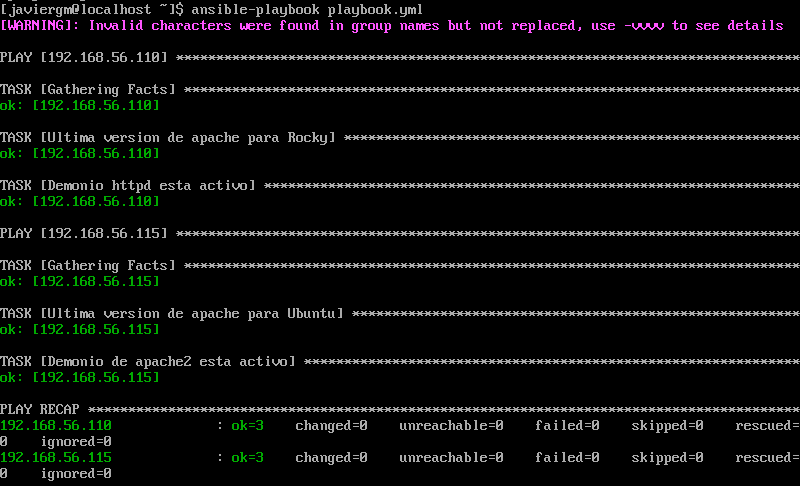 [javiergm@localhost ~]$ ansible-playbook playbook.yml
[WARNING]: Invalid characters were found in group names but not replaced, use -vvvv to see details
PLAY [192.168.56.110] ******************************************************************************
TASK [Gathering Facts] *****************************************************************************
ok: [192.168.56.110]
TASK [Ultima version de apache para Rocky] *********************************************************
ok: [192.168.56.110]
TASK [Demonio httpd esta activo] *******************************************************************
ok: [192.168.56.110]
PLAY [192.168.56.115] ******************************************************************************
TASK [Gathering Facts] *****************************************************************************
ok: [192.168.56.115]
TASK [Ultima version de apache para Ubuntu] ********************************************************
ok: [192.168.56.115]
TASK [Demonio de apache2 esta activo] **************************************************************
ok: [192.168.56.115]
PLAY RECAP *****************************************************************************************
192.168.56.110             : ok=3    changed=0    unreachable=0    failed=0    skipped=0    rescued=
0    ignored=0
192.168.56.115             : ok=3    changed=0    unreachable=0    failed=0    skipped=0    rescued=
0    ignored=0